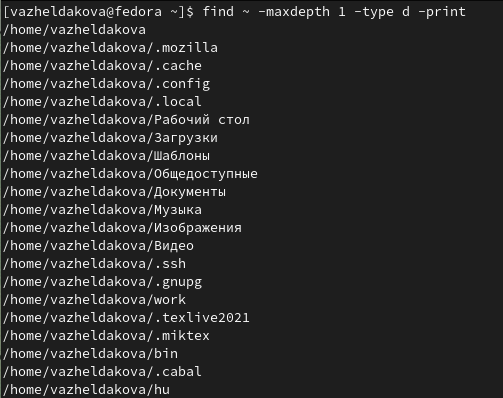 [vazheldakova@fedora ~]$ find ~ -maxdepth 1 -type d -print
/home/vazheldakova
/home/vazheldakova/.mozilla
/home/vazheldakova/.cache
/home/vazheldakova/.config
/home/vazheldakova/.local
/home/vazheldakova/Рабочий стол
/home/vazheldakova/Загрузки
/home/vazheldakova/Шаблоны
/home/vazheldakova/Общедоступные
/home/vazheldakova/Документы
/home/vazheldakova/Музыка
/home/vazheldakova/Изображения
/home/vazheldakova/Видео
/home/vazheldakova/.ssh
/home/vazheldakova/.gnupg
/home/vazheldakova/work
/home/vazheldakova/.texlive2021
/home/vazheldakova/.miktex
/home/vazheldakova/bin
/home/vazheldakova/.cabal
/home/vazheldakova/hu